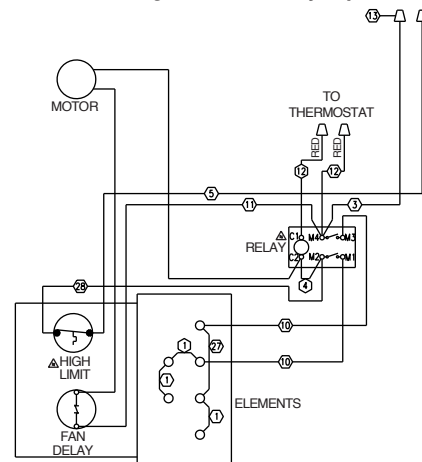 13
MOTOR
TO
THERMOSTAT
RED
RED
12
12
5
11
3
C1 M4 M3
RELAY
C2 M2 M1
4
28
10
1
27
HIGH
LIMIT
10
1
1
ELEMENTS
FAN
DELAY